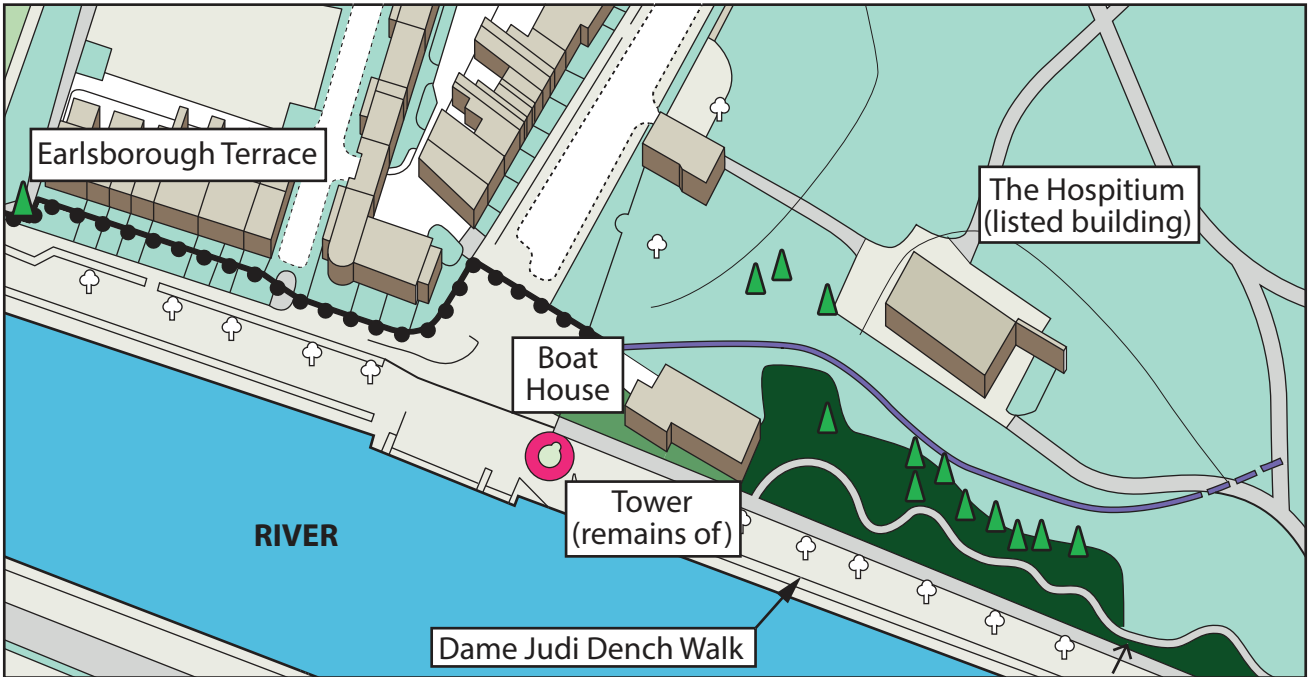 Earlsborough Terrace
The Hospitium
(listed building)
Boat
House
Tower
(remains of)
RIVER
Dame Judi Dench Walk